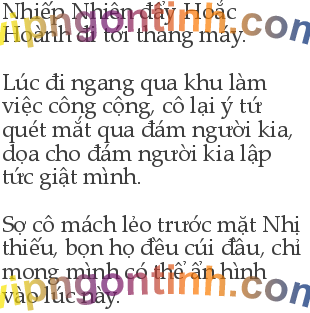 Nhiếp Nhiên đẩy Hoắc
Hoành đi tới thang máy.
Lúc đi ngang qua khu làm
việc công cộng, cô lại ý tứ
quét mắt qua đám người kia,
dọa cho đám người kia lập
tức giật mình.
Sợ cô mách lẻo trước mặt Nhị
thiếu, bọn họ đều cúi đầu, chỉ
mong mình có thể ẩn hình
vào lúc này.
vipngontinh.com
vipngontinh.com